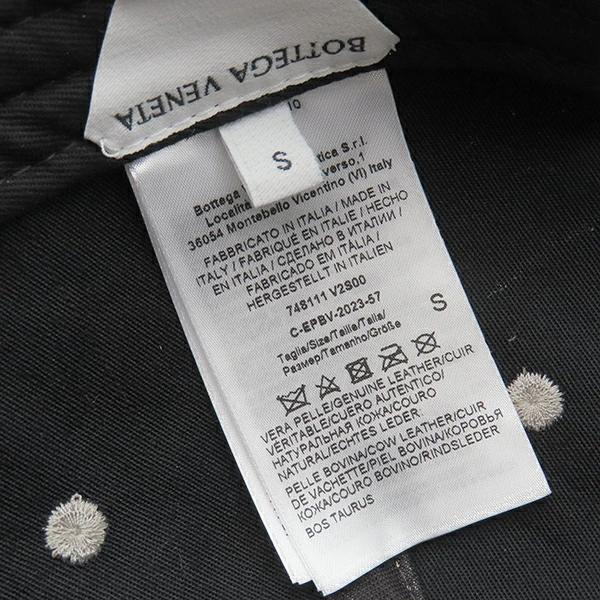 BOTTEGA VENETA
S
Bottega
Località
36054 Montebello Vicentino (VI) Italy
FABBRICATO IN ITALIA / MADE IN
ITALY / FABRIQUÉ EN ITALIE / HECHO
EN ITALIA / СДЕЛАНО В ИТАЛИИ /
FABRICADO EM ITÁLIA /
HERGESTELLT IN ITALIEN
748111 V2S00
C-EPBV-2023-57
Taglia/Size/Taille/Talla/
Размер/Tamanho/Größe
S
VERA PELLE/GENUINE LEATHER/CUIR
VÉRITABLE/CUERO AUTÉNTICO/
НАТУРАЛЬНАЯ КОЖА/COURO
NATURAL/ECHTES LEDER.
PELLE BOVINA/COW LEATHER/CUIR
DE VACHETTE/PIEL BOVINA/КОРОВЬЯ
КОЖА/COURO BOVINO/RINDSLEDER
BOS TAURUS